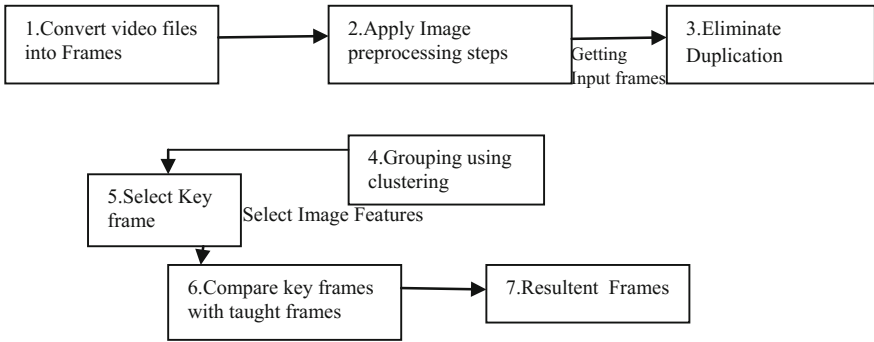 1.Convert video files
into Frames
2.Apply Image
preprocessing steps
Getting
Input frames
3.Eliminate
Duplication
4.Grouping using
clustering
5.Select Key
frame
Select Image Features
6.Compare key frames
with taught frames
7.Resultent Frames